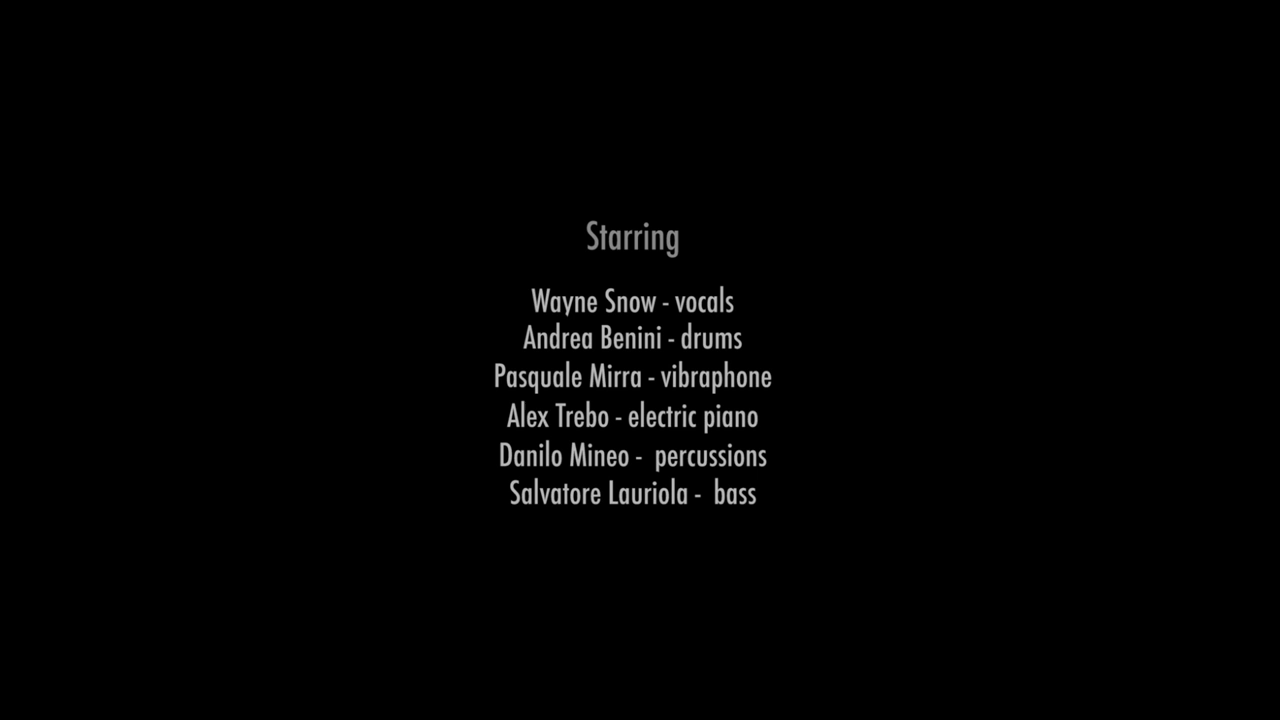 Starring
Wayne Snow - vocals
Andrea Benini - drums
Pasquale Mirra - vibraphone
Alex Trebo - electric piano
Danilo Mineo -  percussions
Salvatore Lauriola -  bass